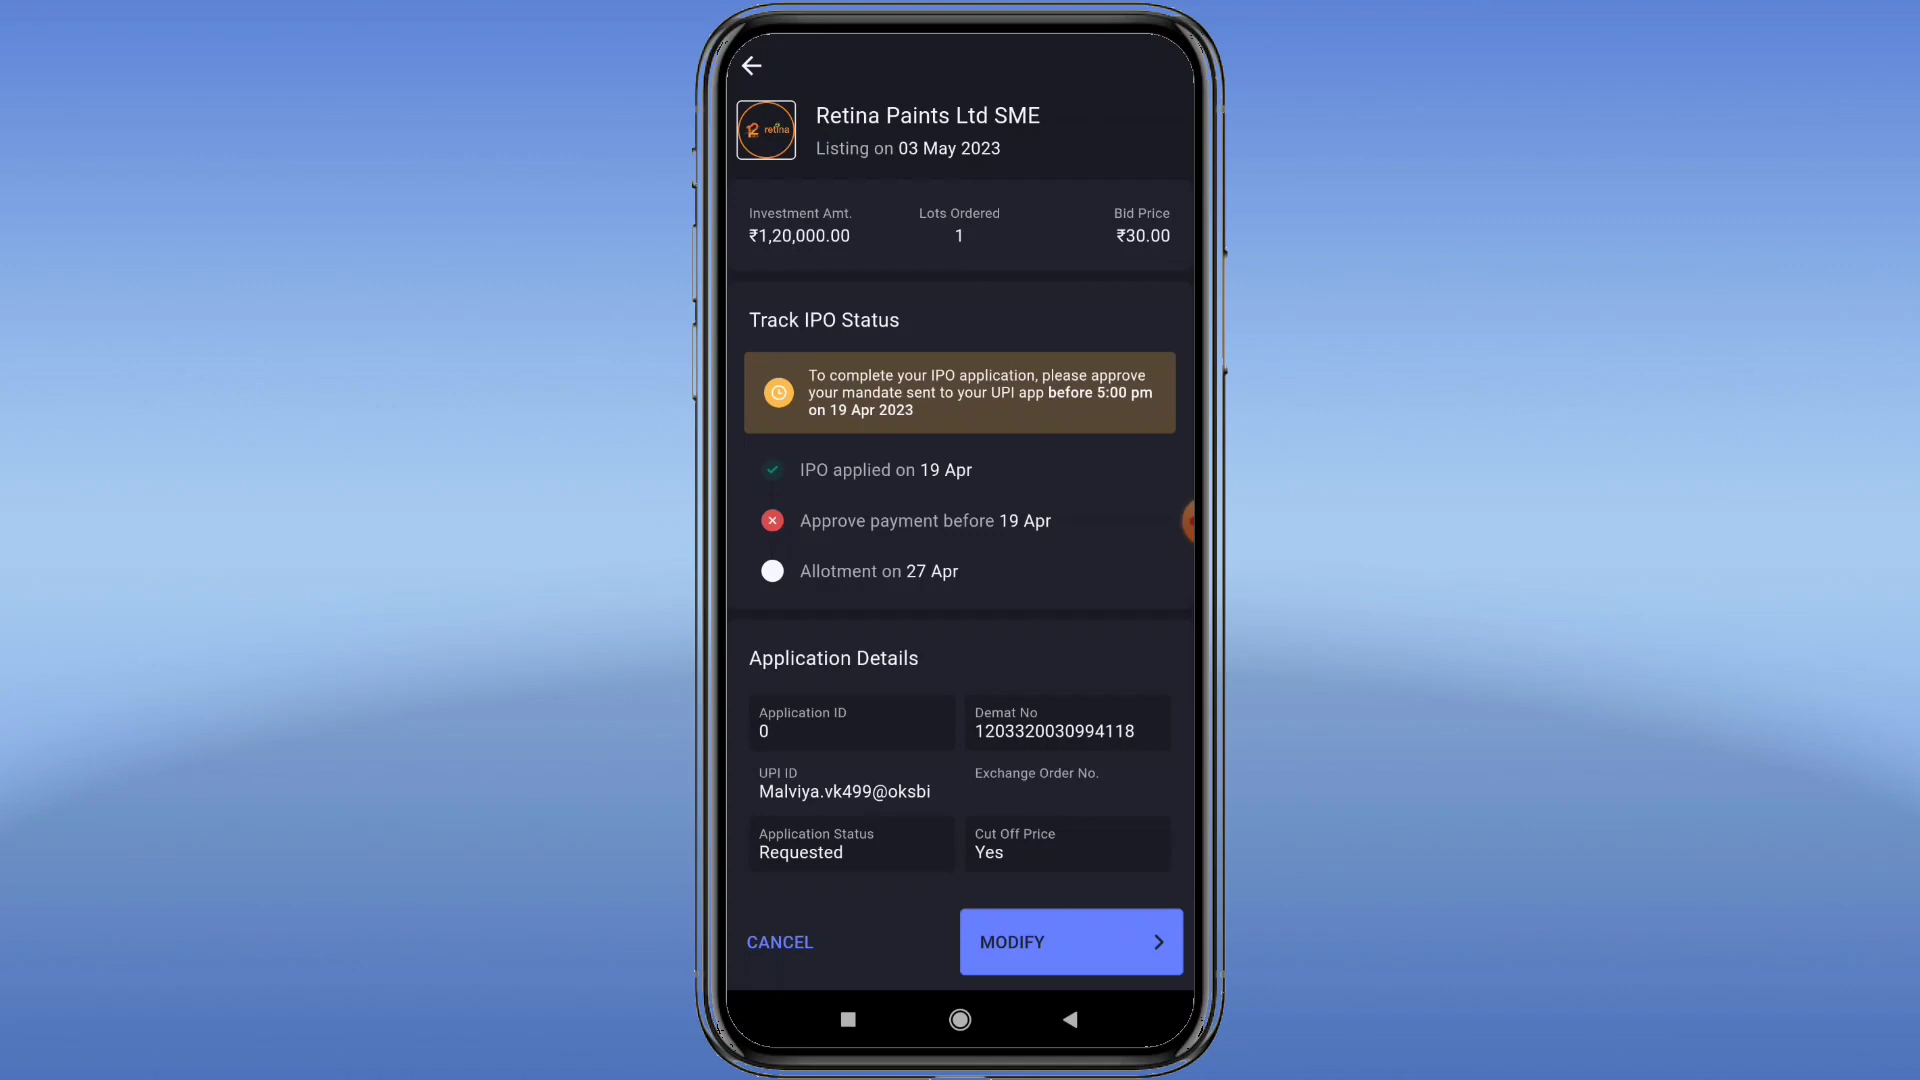 retina
Retina Paints Ltd SME
Listing on 03 May 2023
Investment Amt.
₹1,20,000.00
Lots Ordered
1
Bid Price
₹30.00
Track IPO Status
To complete your IPO application, please approve
your mandate sent to your UPI app before 5:00 pm
on 19 Apr 2023
IPO applied on 19 Apr
Approve payment before 19 Apr
Allotment on 27 Apr
Application Details
Application ID
0
Demat No
1203320030994118
UPI ID
Malviya.vk499@oksbi
Exchange Order No.
Application Status
Requested
Cut Off Price
Yes
CANCEL
MODIFY